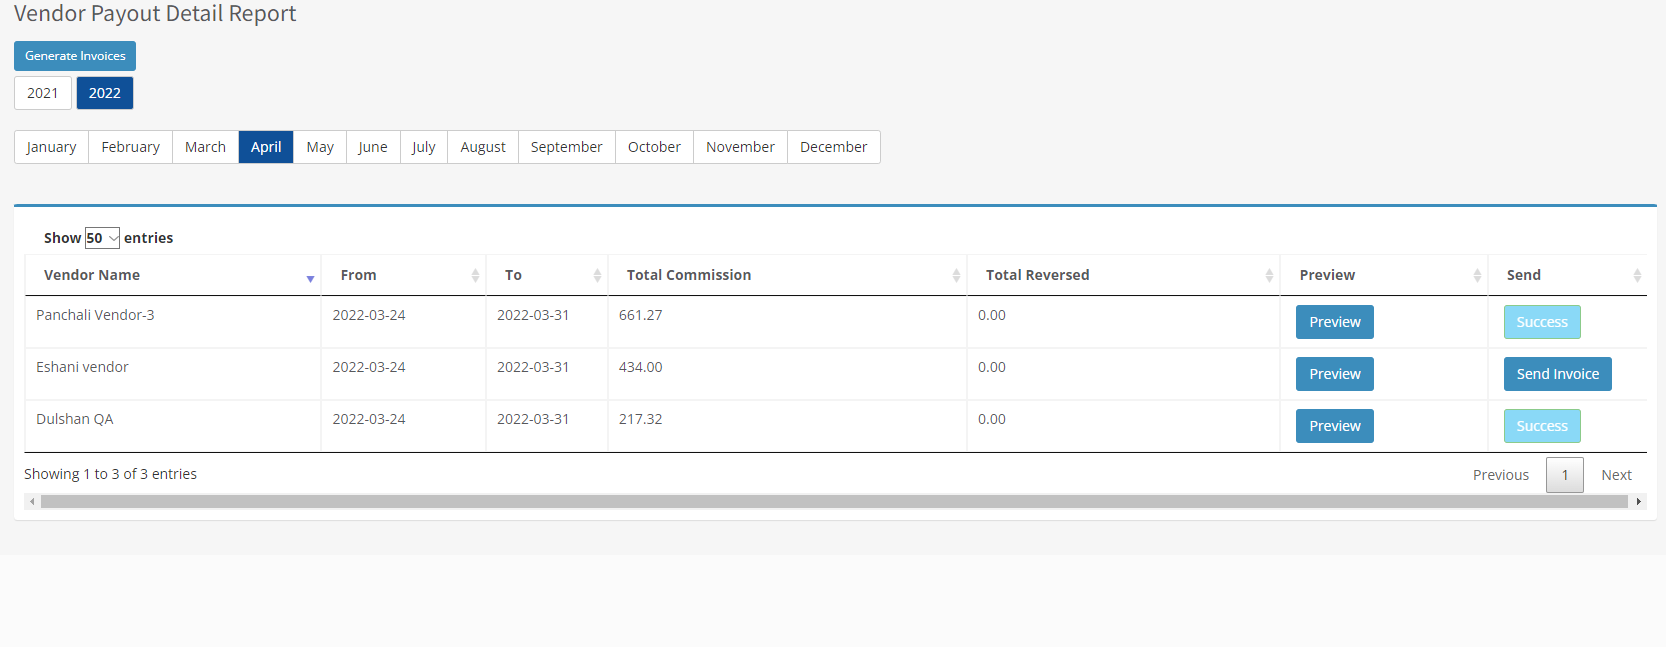 Vendor Payout Detail Report
Generate Invoices
2021 2022
January February March April May June July August September October November December
Show 50 entries
Vendor Name From To Total Commission Total Reversed Preview Send
Panchali Vendor-3 2022-03-24 2022-03-31 661.27 0.00 Preview Success
Eshani vendor 2022-03-24 2022-03-31 434.00 0.00 Preview Send Invoice
Dulshan QA 2022-03-24 2022-03-31 217.32 0.00 Preview Success
Showing 1 to 3 of 3 entries Previous 1 Next